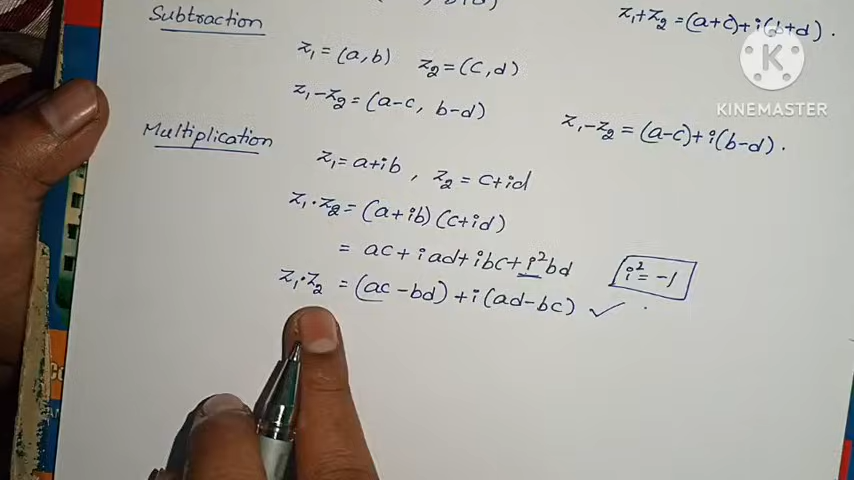 Subtraction
z₁+z₂ = (a+c)+i(b+d).
z₁ = (a,b) z₂ = (c,d)
z₁-z₂ = (a-c, b-d)
z₁-z₂ = (a-c)+i(b-d).
Multiplication
z₁ = a+ib , z₂ = c+id
z₁·z₂ = (a+ib)(c+id)
= ac+iad+ibc+i²bd
i² = -1
z₁·z₂ = (ac-bd)+i(ad-bc) ✓
KINEMASTER